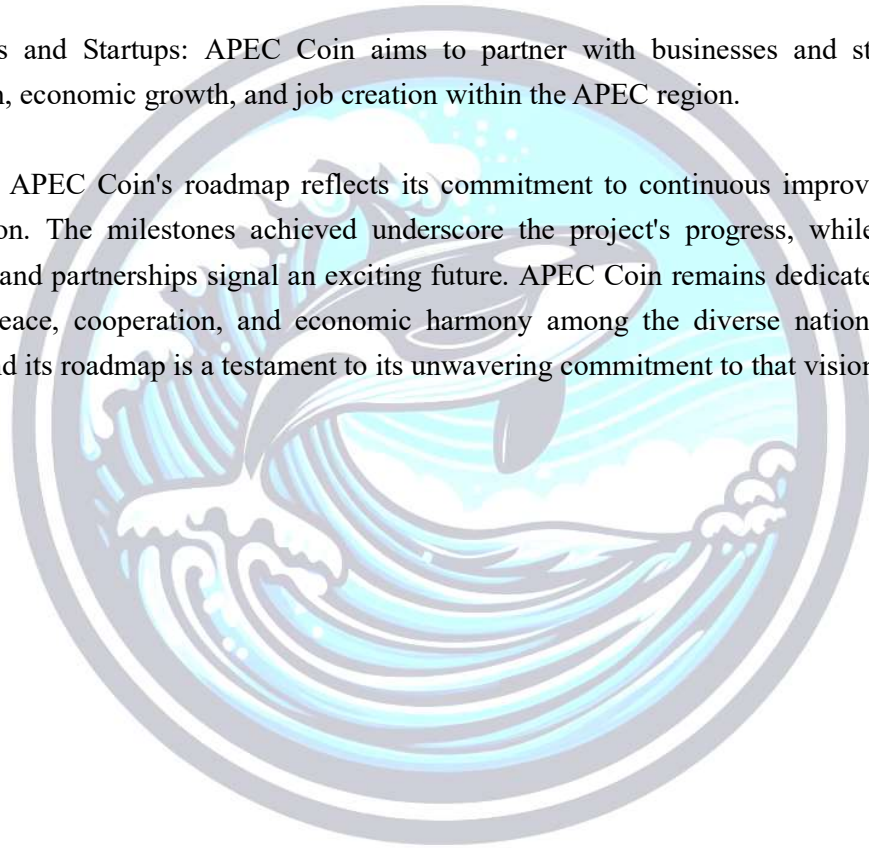 s and Startups: APEC Coin aims to partner with businesses and st
n, economic growth, and job creation within the APEC region.
APEC Coin's roadmap reflects its commitment to continuous improv
on. The milestones achieved underscore the project's progress, while
and partnerships signal an exciting future. APEC Coin remains dedicate
eace, cooperation, and economic harmony among the diverse nation
nd its roadmap is a testament to its unwavering commitment to that vision